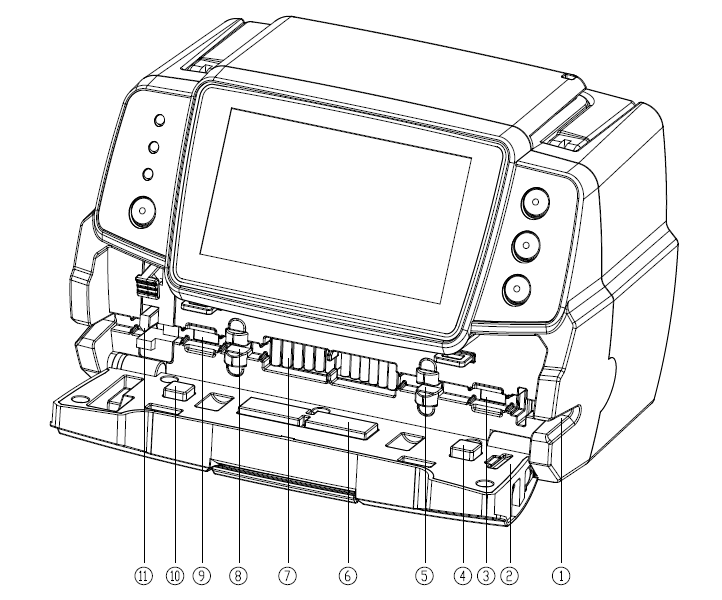 ⑪ ⑩ ⑨ ⑧ ⑦ ⑥ ⑤ ④ ③ ② ①